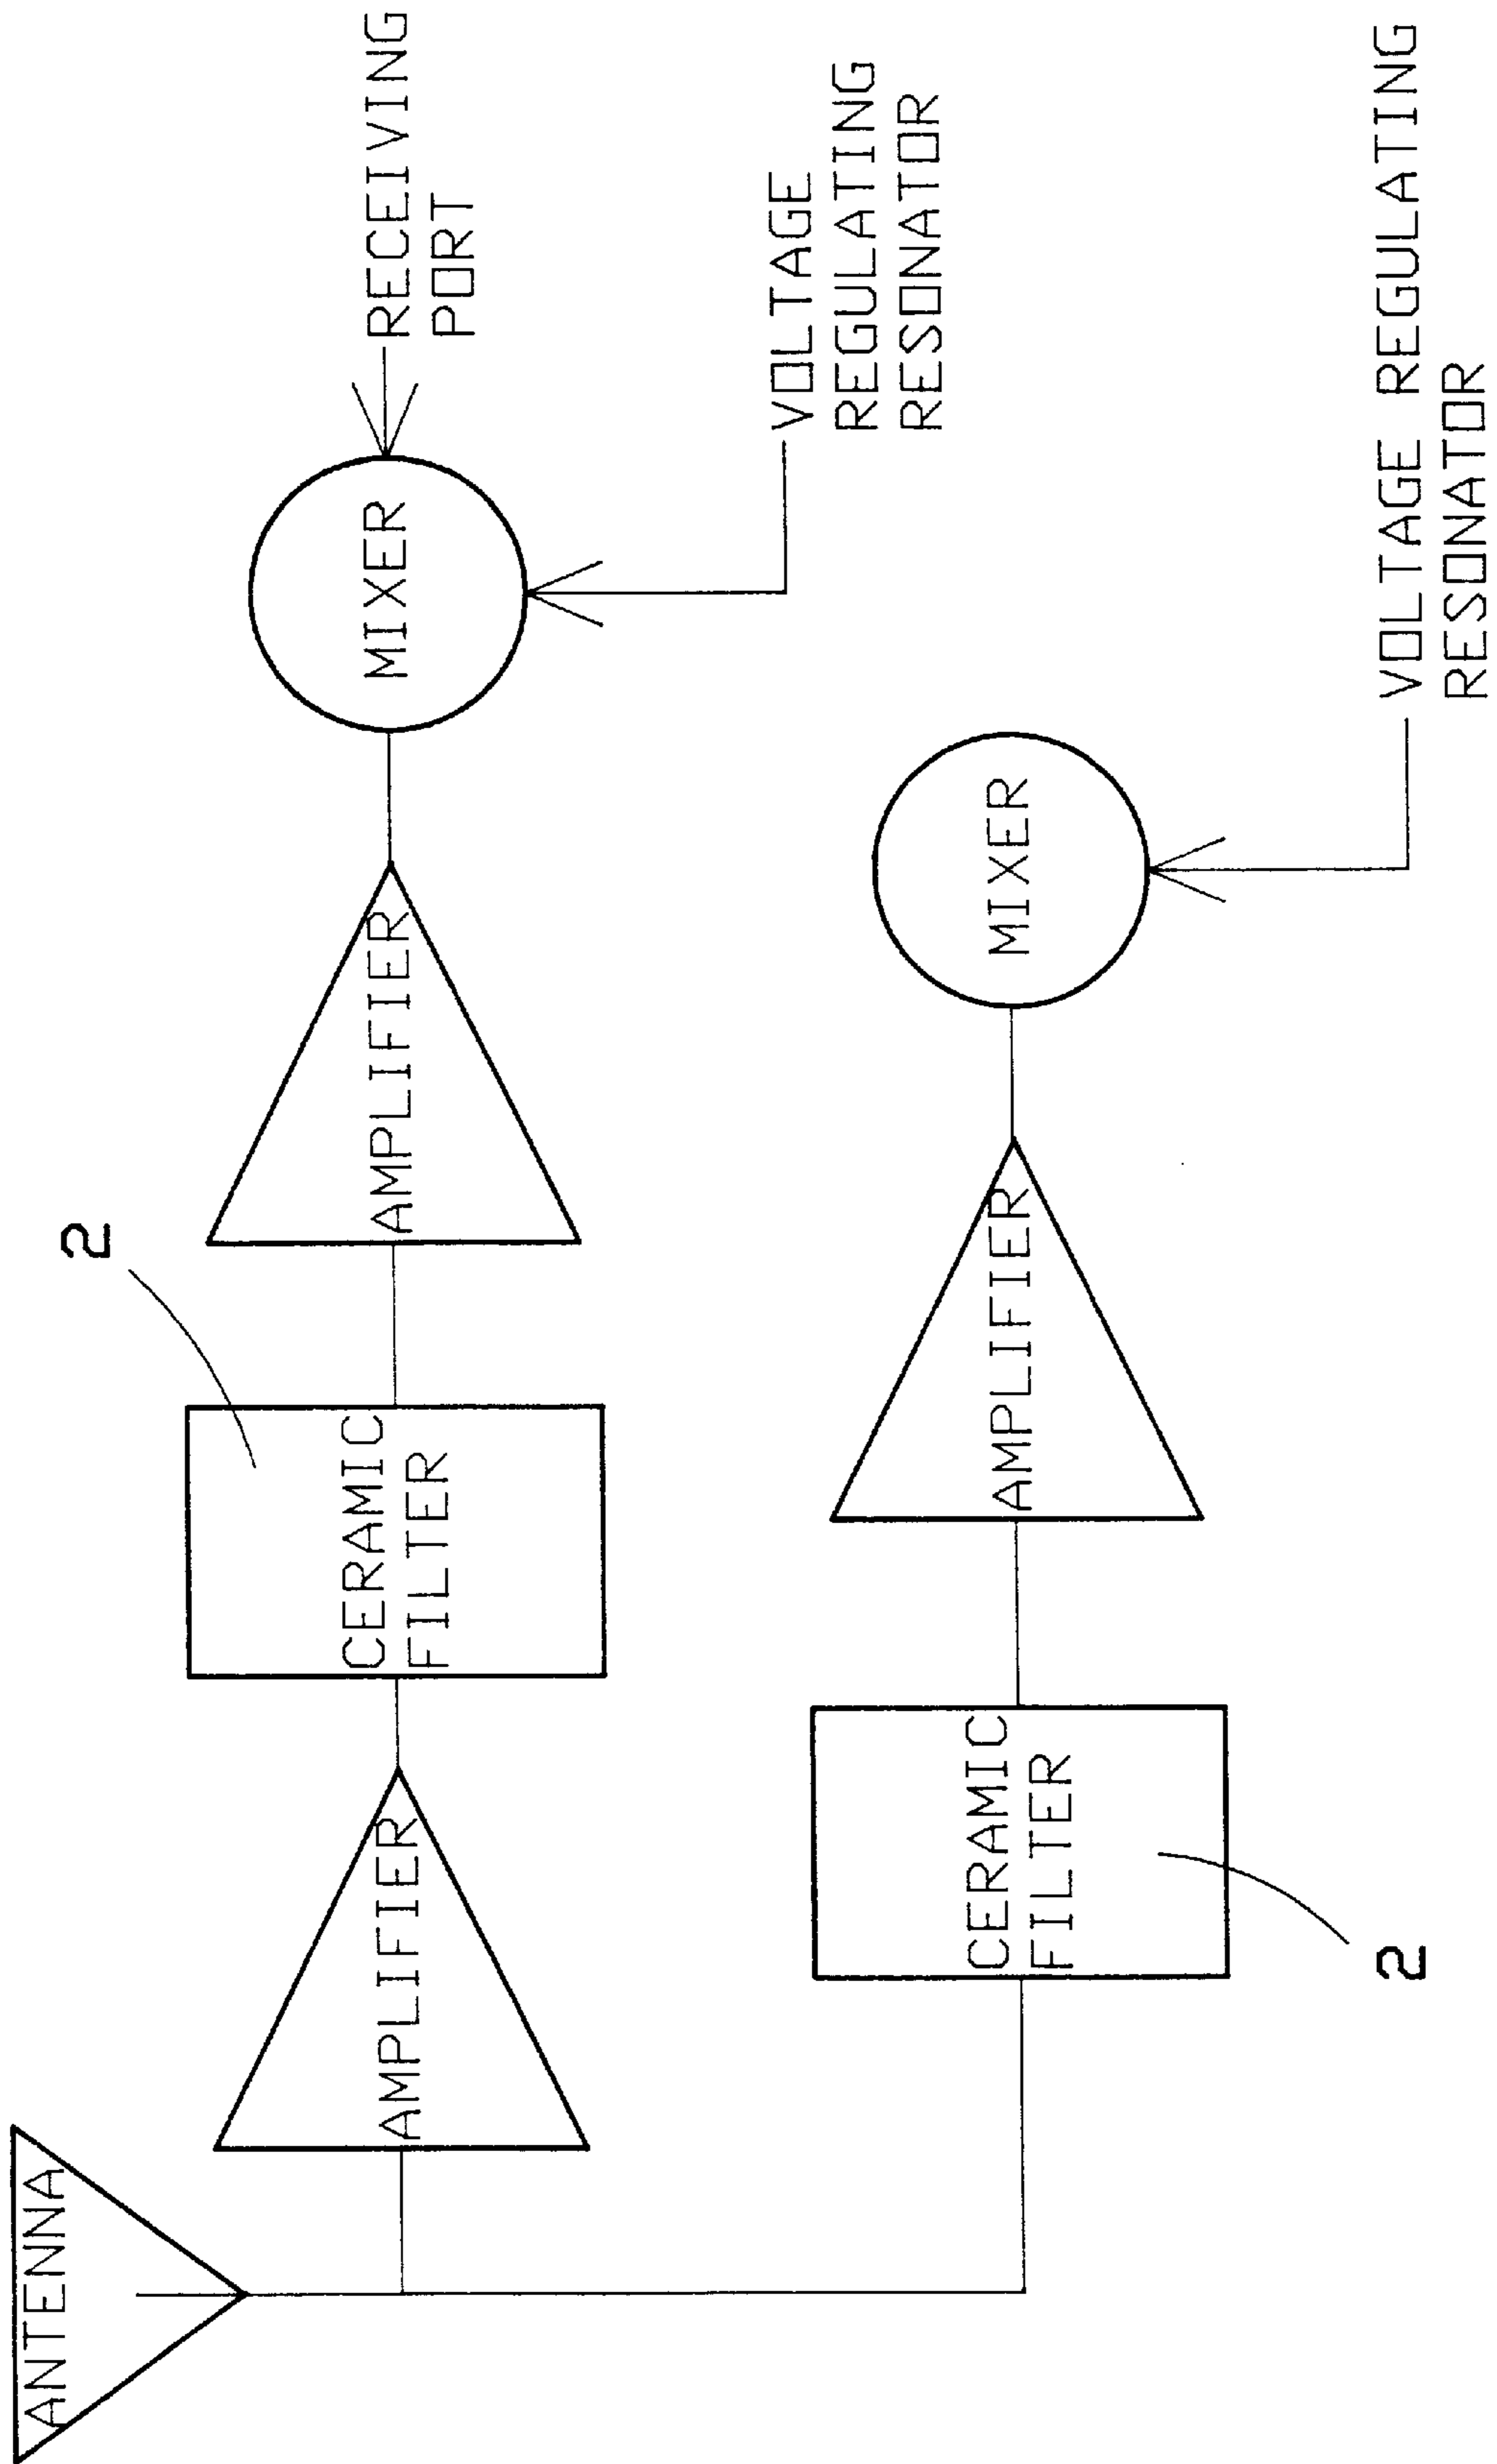 ANTENNA
AMPLIFIER
CERAMIC
FILTER
2
AMPLIFIER
MIXER
RECEIVING
PORT
VOLTAGE
REGULATING
RESONATOR
CERAMIC
FILTER
2
AMPLIFIER
MIXER
VOLTAGE REGULATING
RESONATOR